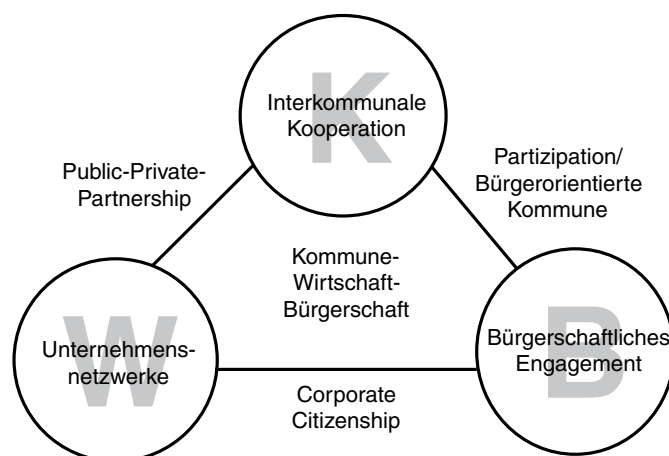 K
Interkommunale
Kooperation
Public-Private-
Partnership
Partizipation/
Bürgerorientierte
Kommune
Kommune-
Wirtschaft-
Bürgerschaft
W
Unternehmens-
netzwerke
B
Bürgerschaftliches
Engagement
Corporate
Citizenship